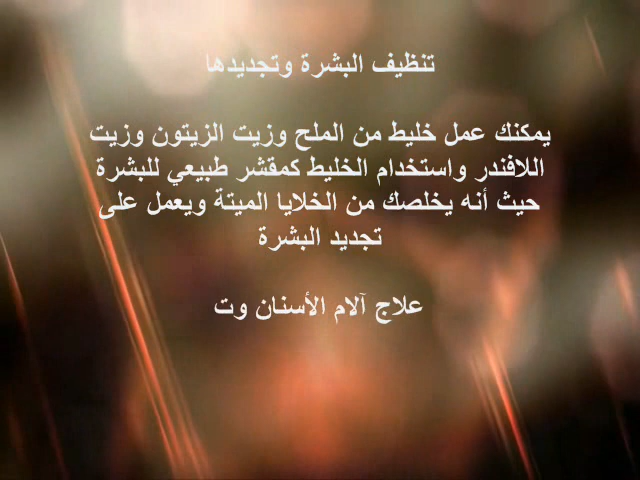 تنظيف البشرة وتجديدها
يمكنك عمل خليط من الملح وزيت الزيتون وزيت
اللافندر واستخدام الخليط كمقشر طبيعي للبشرة
حيث أنه يخلصك من الخلايا الميتة ويعمل على
تجديد البشرة
علاج آلام الأسنان وت